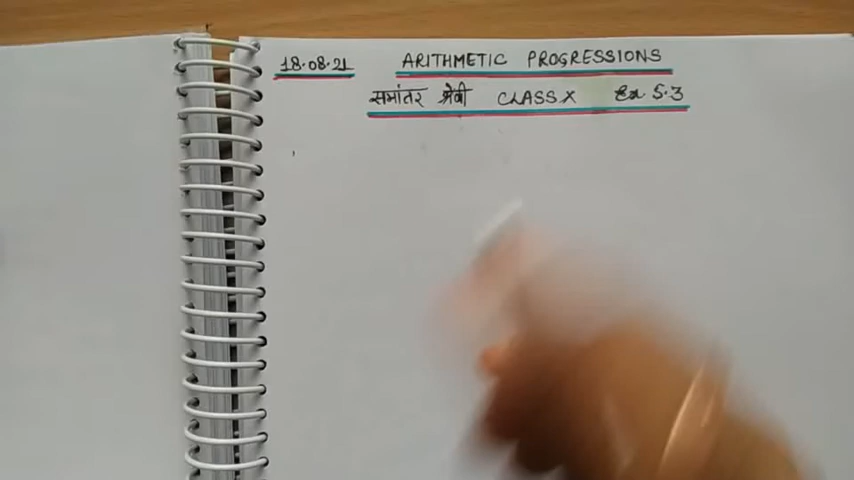 18.08.21 ARITHMETIC PROGRESSIONS
समांतर श्रेणी CLASS X Ex 5.3